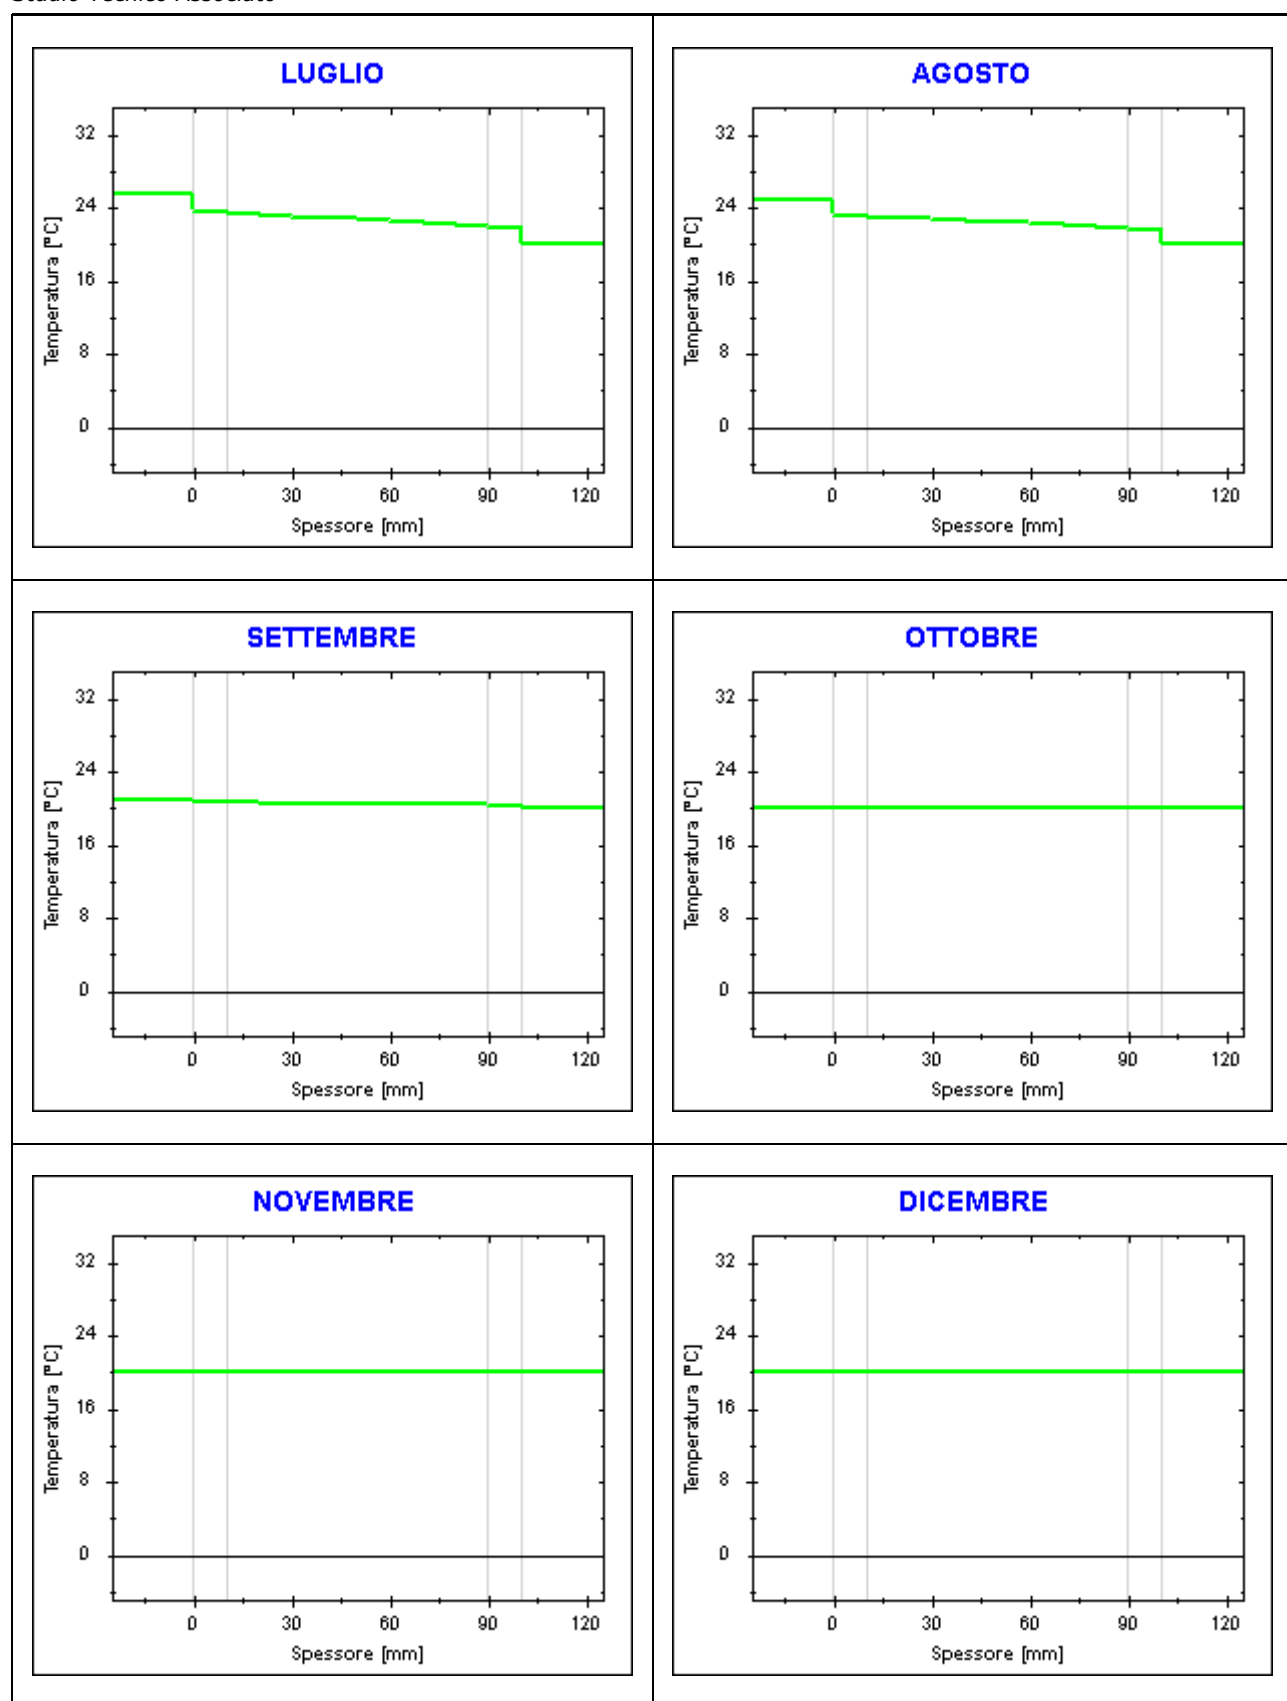 Studio Tecnico Associato
LUGLIO
32
24
16
8
0
Temperatura [°C]
0 30 60 90 120
Spessore [mm]
AGOSTO
32
24
16
8
0
Temperatura [°C]
0 30 60 90 120
Spessore [mm]
SETTEMBRE
32
24
16
8
0
Temperatura [°C]
0 30 60 90 120
Spessore [mm]
OTTOBRE
32
24
16
8
0
Temperatura [°C]
0 30 60 90 120
Spessore [mm]
NOVEMBRE
32
24
16
8
0
Temperatura [°C]
0 30 60 90 120
Spessore [mm]
DICEMBRE
32
24
16
8
0
Temperatura [°C]
0 30 60 90 120
Spessore [mm]